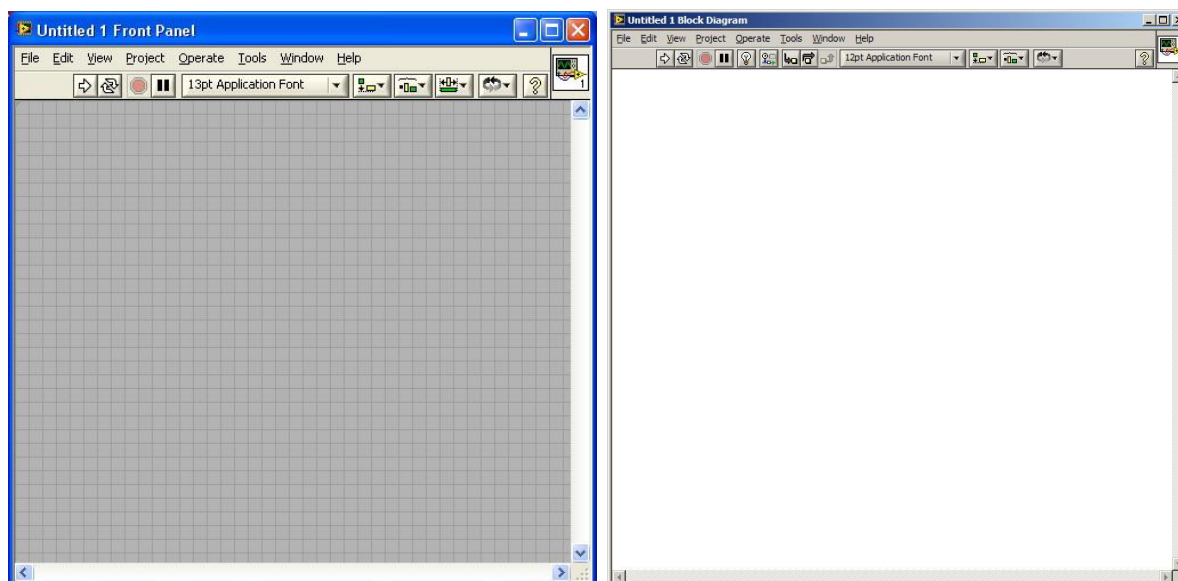 Untitled 1 Front Panel
File Edit View Project Operate Tools Window Help
13pt Application Font
1
Untitled 1 Block Diagram
File Edit View Project Operate Tools Window Help
12pt Application Font